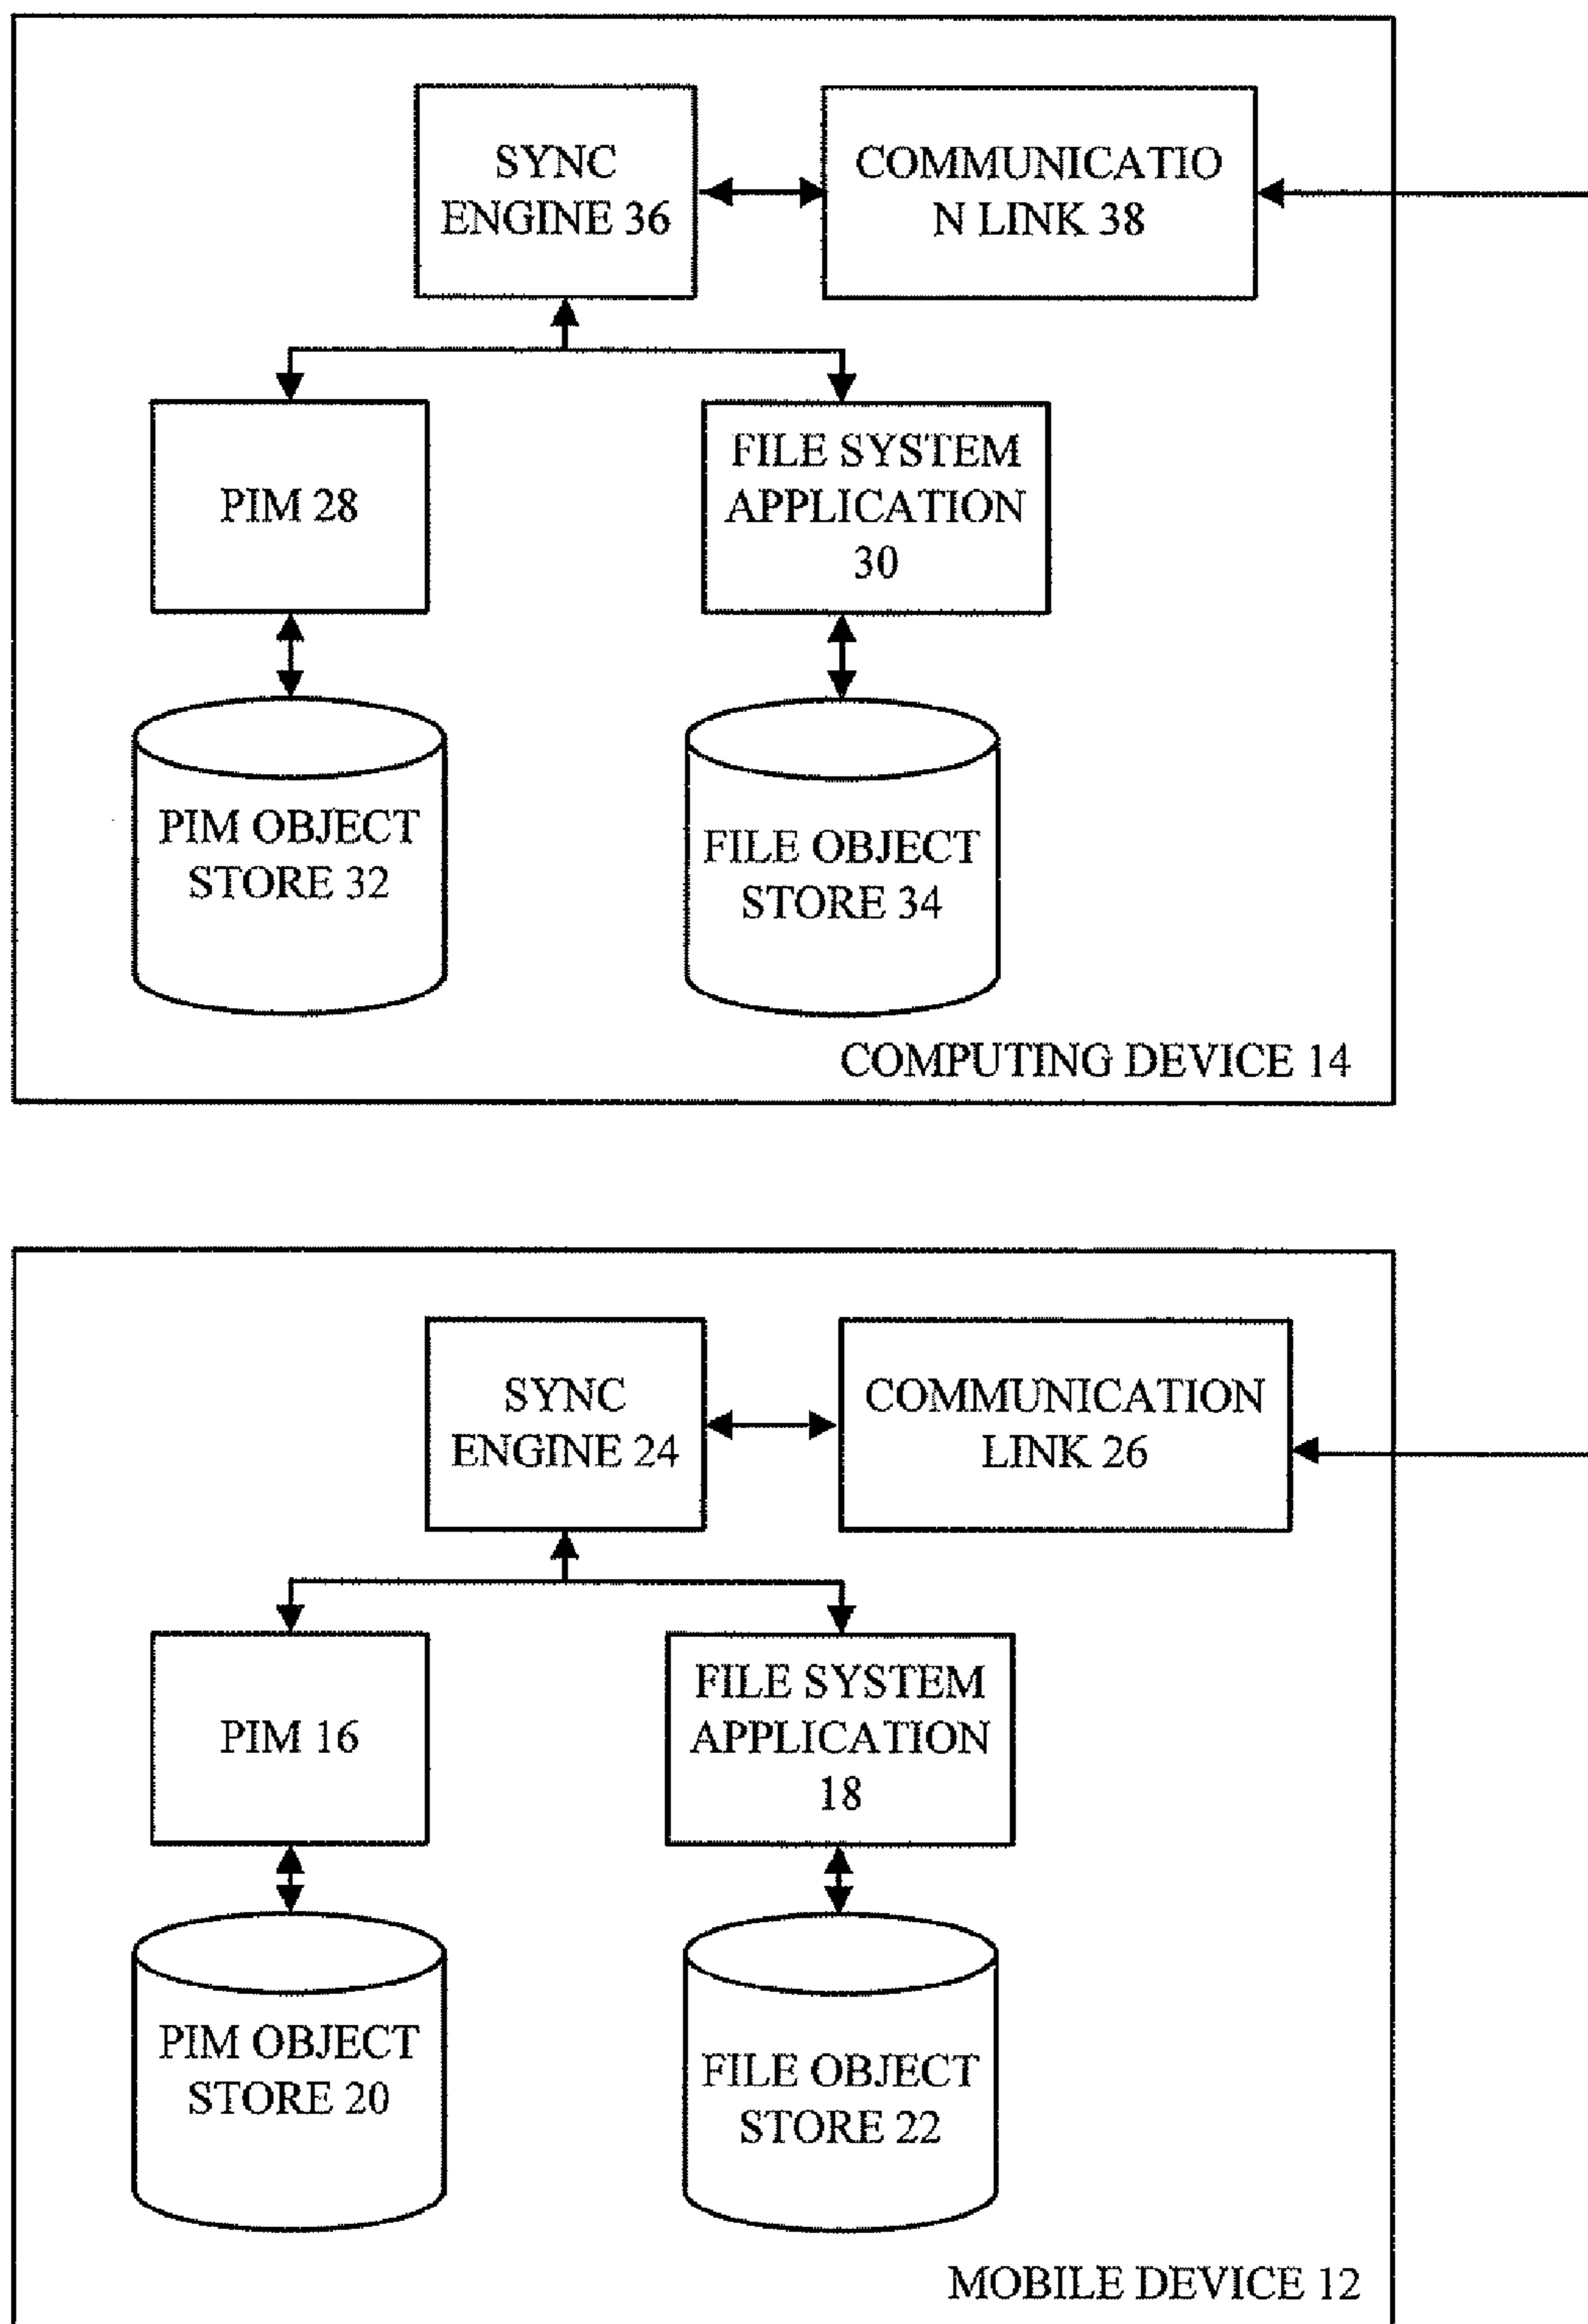 SYNC
ENGINE 36
COMMUNICATIO
N LINK 38
PIM 28
FILE SYSTEM
APPLICATION
30
PIM OBJECT
STORE 32
FILE OBJECT
STORE 34
COMPUTING DEVICE 14
SYNC
ENGINE 24
COMMUNICATION
LINK 26
PIM 16
FILE SYSTEM
APPLICATION
18
PIM OBJECT
STORE 20
FILE OBJECT
STORE 22
MOBILE DEVICE 12